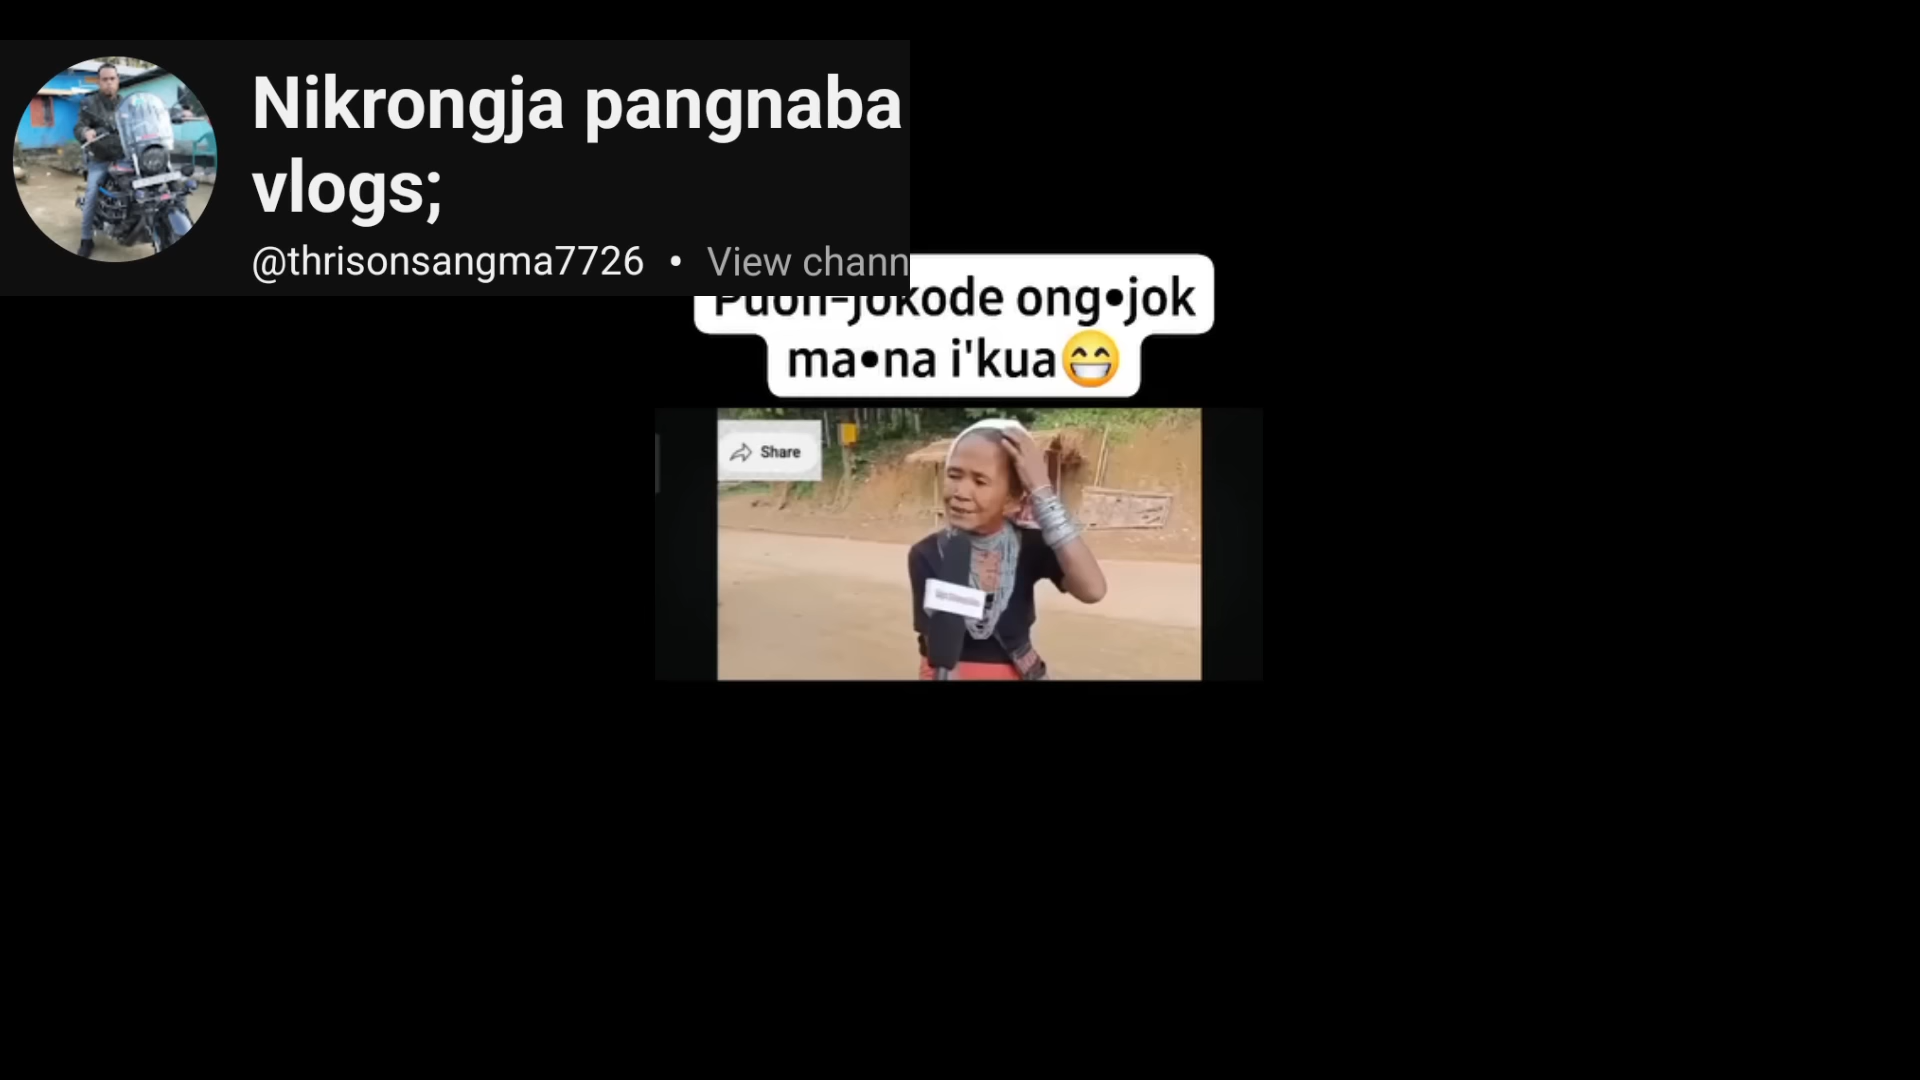 Nikrongja pangnaba
vlogs;
@thrisonsangma7726 • View chann
ong•jok
ma•na i'kua😁
Share